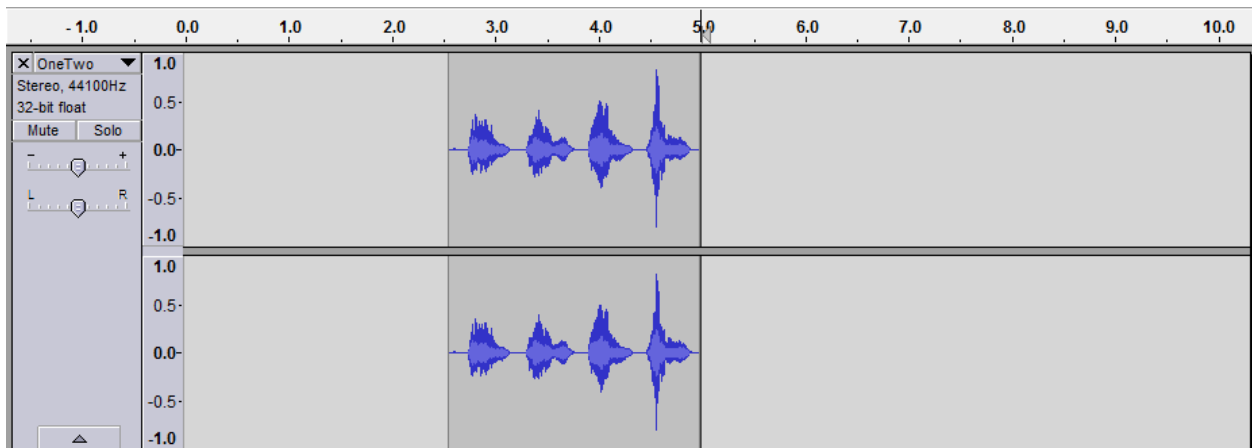 - 1.0 0.0 1.0 2.0 3.0 4.0 5.0 6.0 7.0 8.0 9.0 10.0
X OneTwo
Stereo, 44100Hz
32-bit float
Mute Solo
- +
L R
1.0
0.5-
0.0-
-0.5-
-1.0
1.0
0.5-
0.0-
-0.5-
-1.0